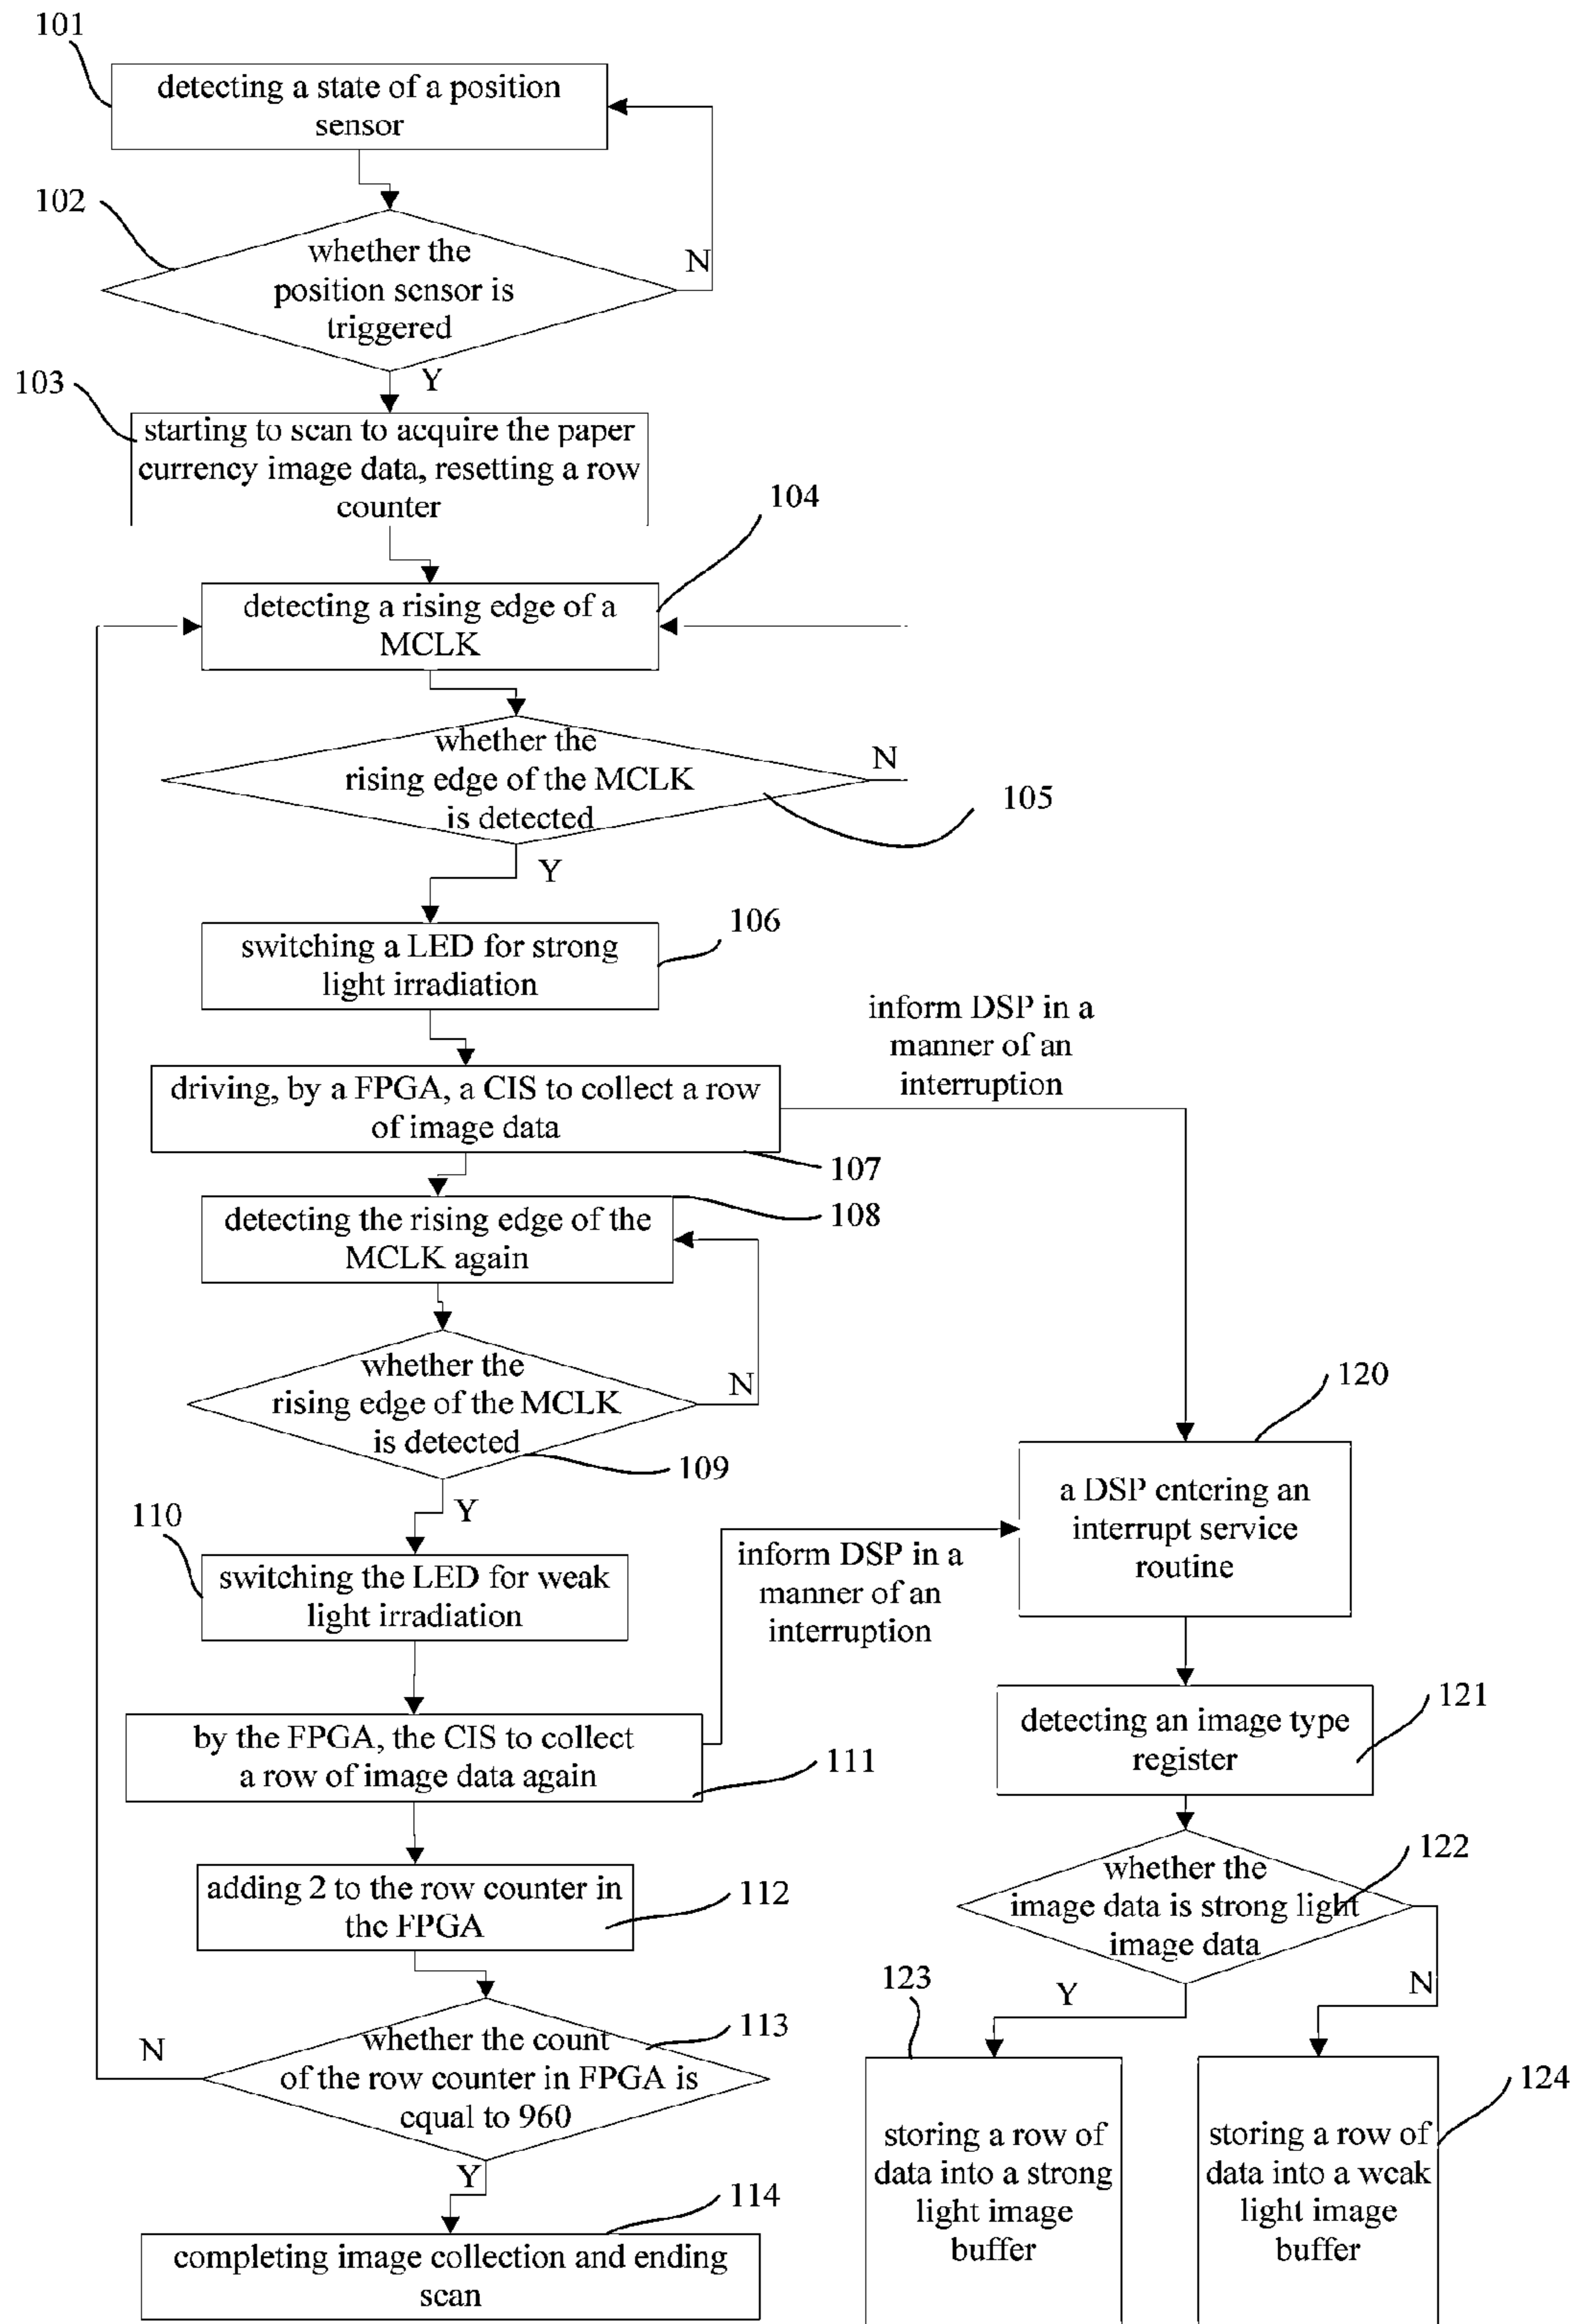 101
detecting a state of a position
sensor
102
whether the
position sensor is
triggered
N
Y
103
starting to scan to acquire the paper
currency image data, resetting a row
counter
104
detecting a rising edge of a
MCLK
whether the
rising edge of the MCLK
is detected
N
105
Y
106
switching a LED for strong
light irradiation
inform DSP in a
manner of an
interruption
driving, by a FPGA, a CIS to collect a row
of image data
107
108
detecting the rising edge of the
MCLK again
whether the
rising edge of the MCLK
is detected
N
109
Y
120
a DSP entering an
interrupt service
routine
110
switching the LED for weak
light irradiation
inform DSP in a
manner of an
interruption
by the FPGA, the CIS to collect
a row of image data again
111
121
detecting an image type
register
122
whether the
image data is strong light
image data
Y
N
adding 2 to the row counter in
the FPGA
112
whether the count
of the row counter in FPGA is
equal to 960
113
N
Y
123
storing a row of
data into a strong
light image
buffer
124
storing a row of
data into a weak
light image
buffer
114
completing image collection and ending
scan